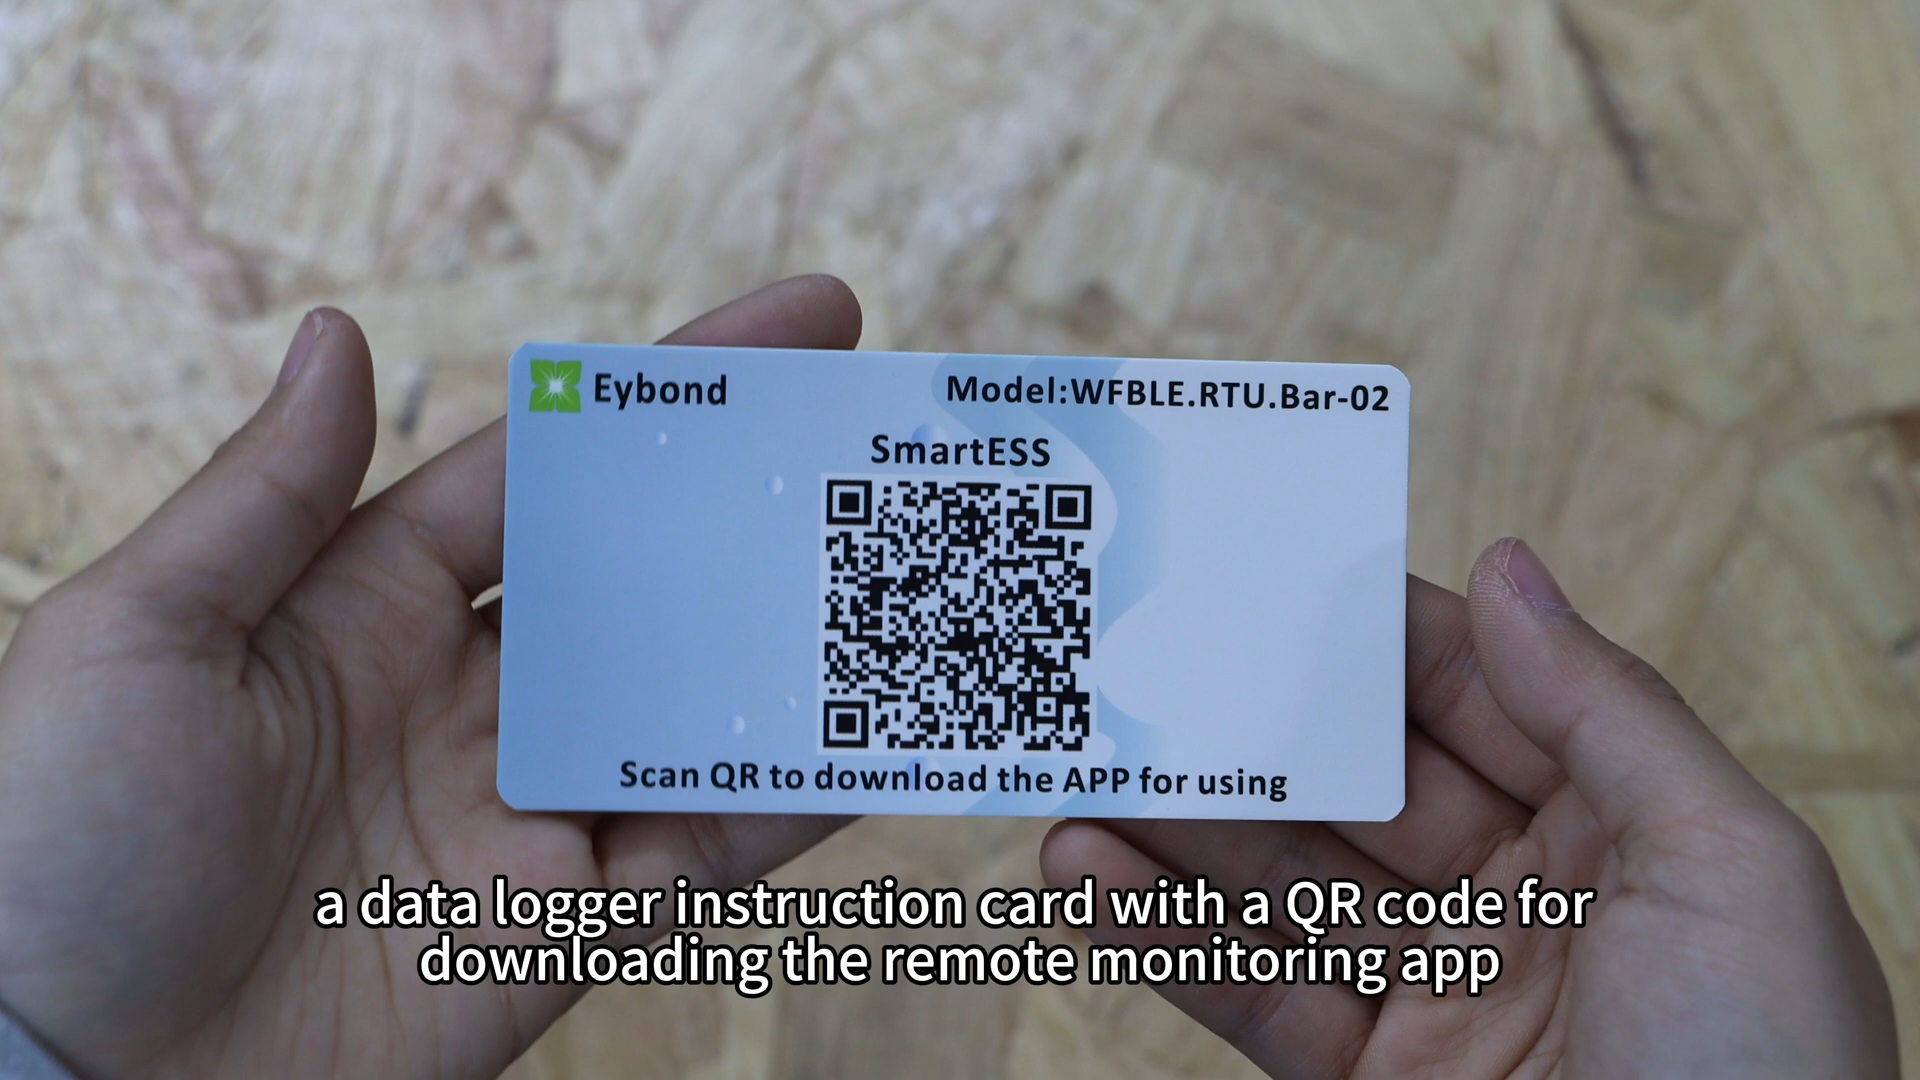 Eybond
Model:WFBLE.RTU.Bar-02
SmartESS
Scan QR to download the APP for using
a data logger instruction card with a QR code for
downloading the remote monitoring app